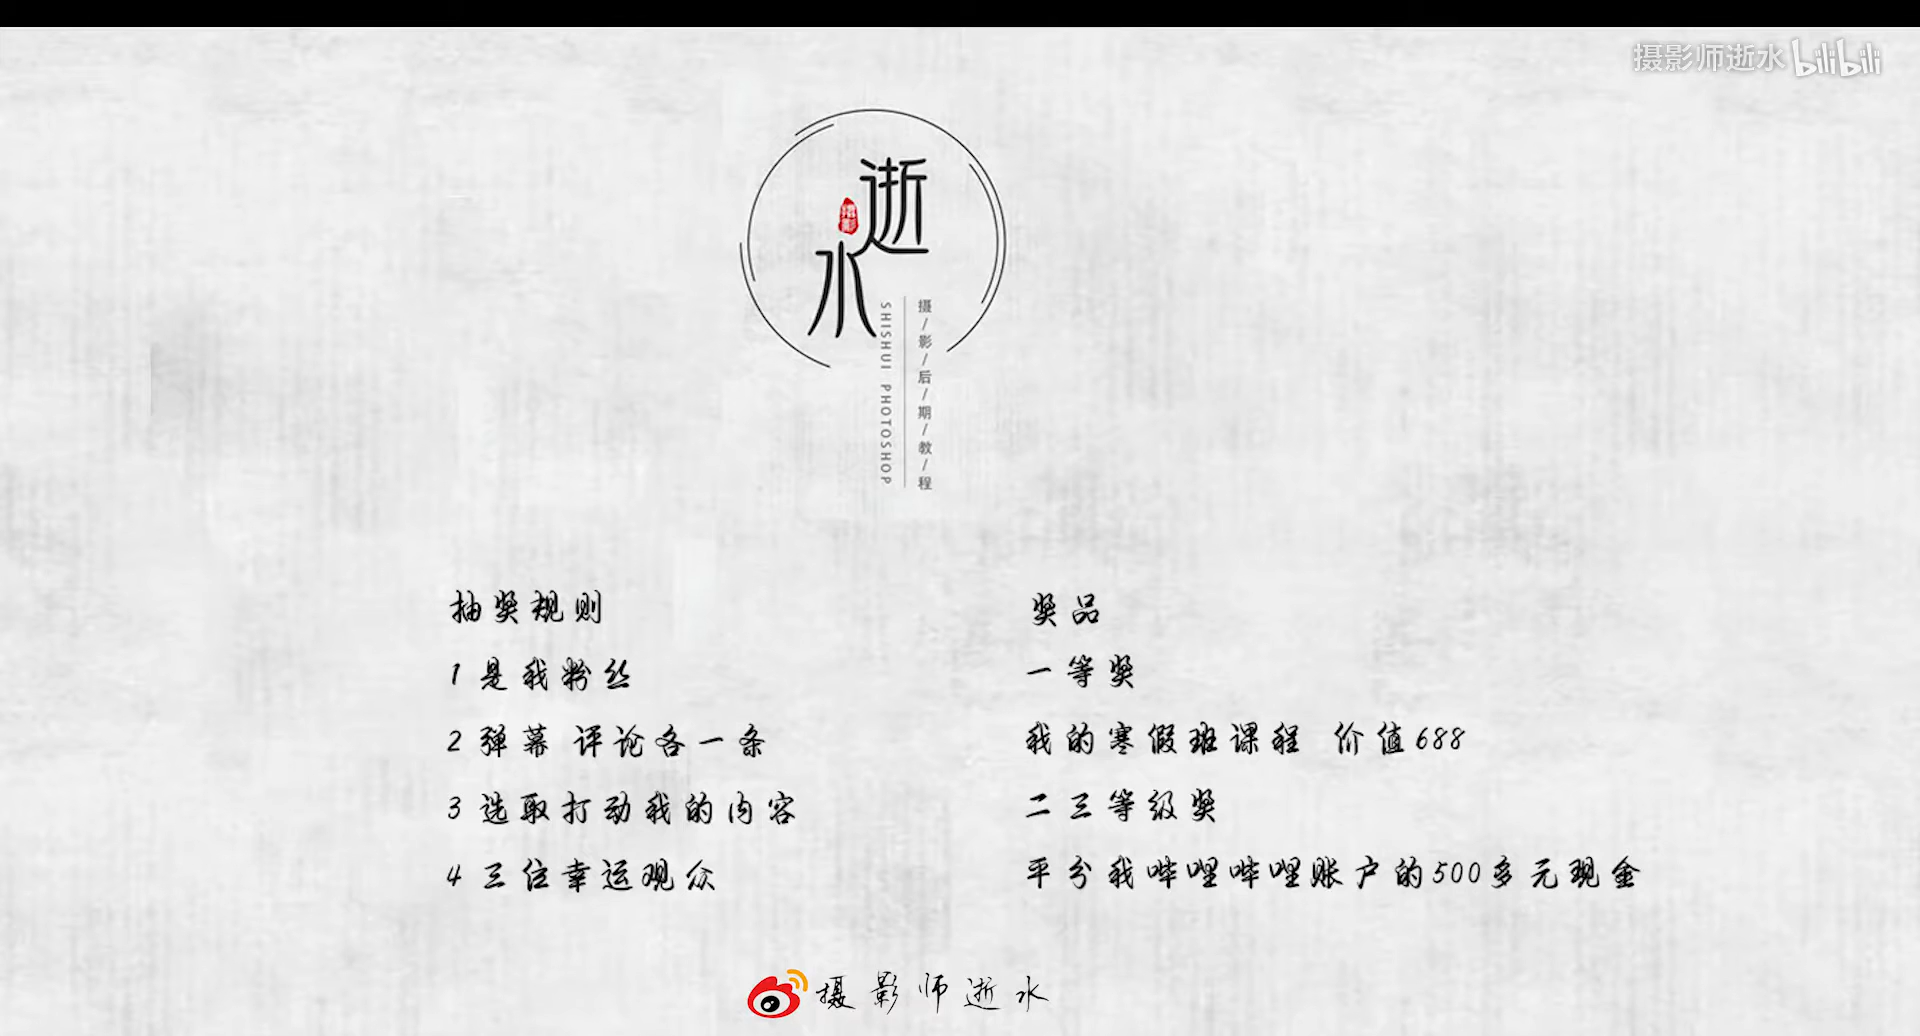 摄影师逝水 bilibili
逝水
摄影
SHISHUI PHOTOSHOP
摄/影/后/期/教/程
抽奖规则
1 是我粉丝
2 弹幕 评论各一条
3 选取打动我的内容
4 三位幸运观众
奖品
一等奖
我的寒假班课程 价值688
二三等级奖
平分我哔哩哔哩账户的500多元现金
摄影师逝水